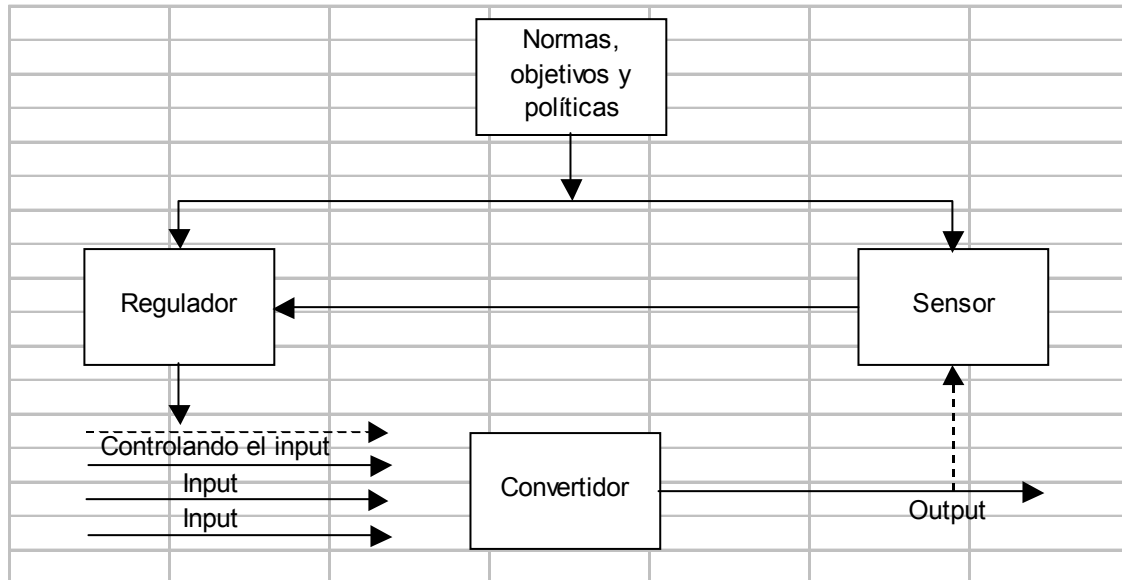 Normas,
objetivos y
políticas
Regulador
Sensor
Controlando el input
Input
Input
Convertidor
Output